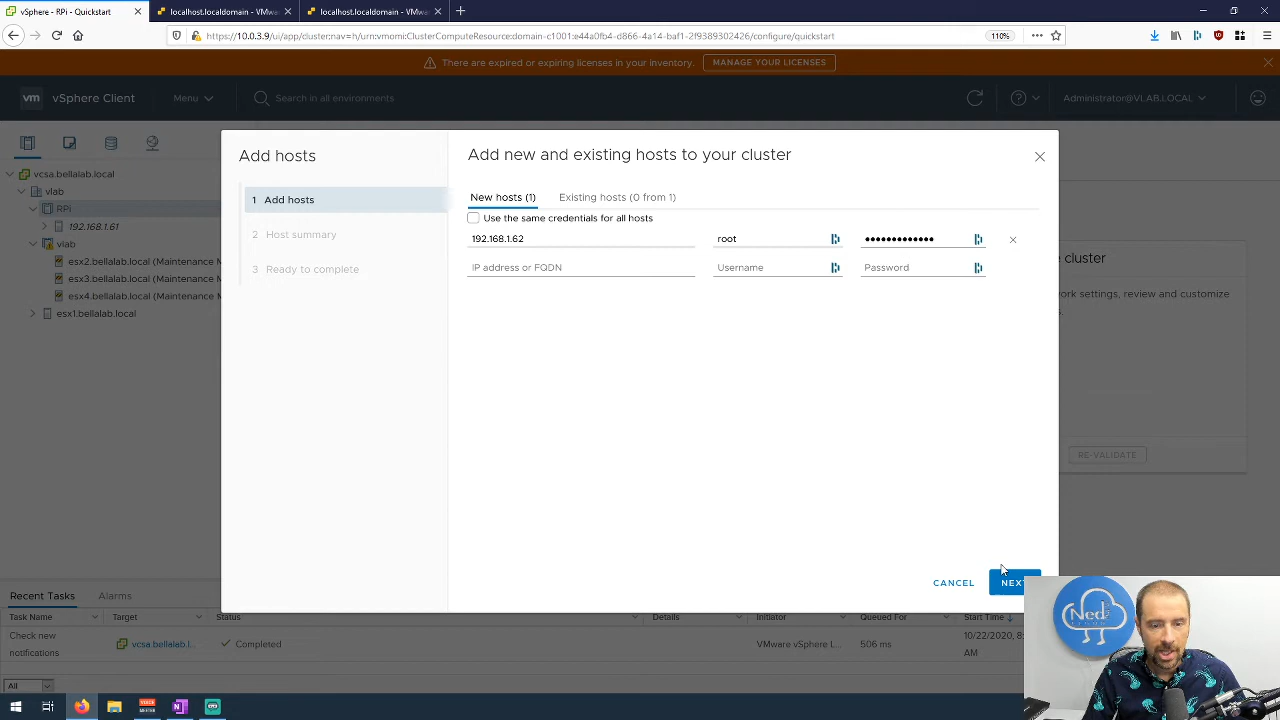 vSphere - RPi - Quickstart
localhost.localdomain - VMwa
localhost.localdomain - VMwa
https://10.0.3.9/ui/app/cluster;nav=h/urn:vmomi:ClusterComputeResource:domain-c1001:e44a0fb4-d866-4a14-baf1-2f9389302426/configure/quickstart
110%
There are expired or expiring licenses in your inventory.
MANAGE YOUR LICENSES
vm vSphere Client
Menu
Search in all environments
Administrator@VLAB.LOCAL
vcsa.bellalab.local
vlab
RPi
192.168.1.61
vlab
esx2.bellalab.local (Maintenance M
esx3.bellalab.local (Maintenance M
esx4.bellalab.local (Maintenance M
esx1.bellalab.local
Add hosts
1 Add hosts
2 Host summary
3 Ready to complete
Add new and existing hosts to your cluster
New hosts (1)
Existing hosts (0 from 1)
Use the same credentials for all hosts
192.168.1.62
root
•••••••••••••
IP address or FQDN
Username
Password
CANCEL
NEXT
e cluster
ork settings, review and customize
s.
RE-VALIDATE
Recent Tasks
Alarms
Task Name
Target
Status
Details
Initiator
Queued For
Start Time
Check new notifications
vcsa.bellalab.l...
Completed
VMware vSphere L...
506 ms
10/22/2020, 8:
AM
All
Ned